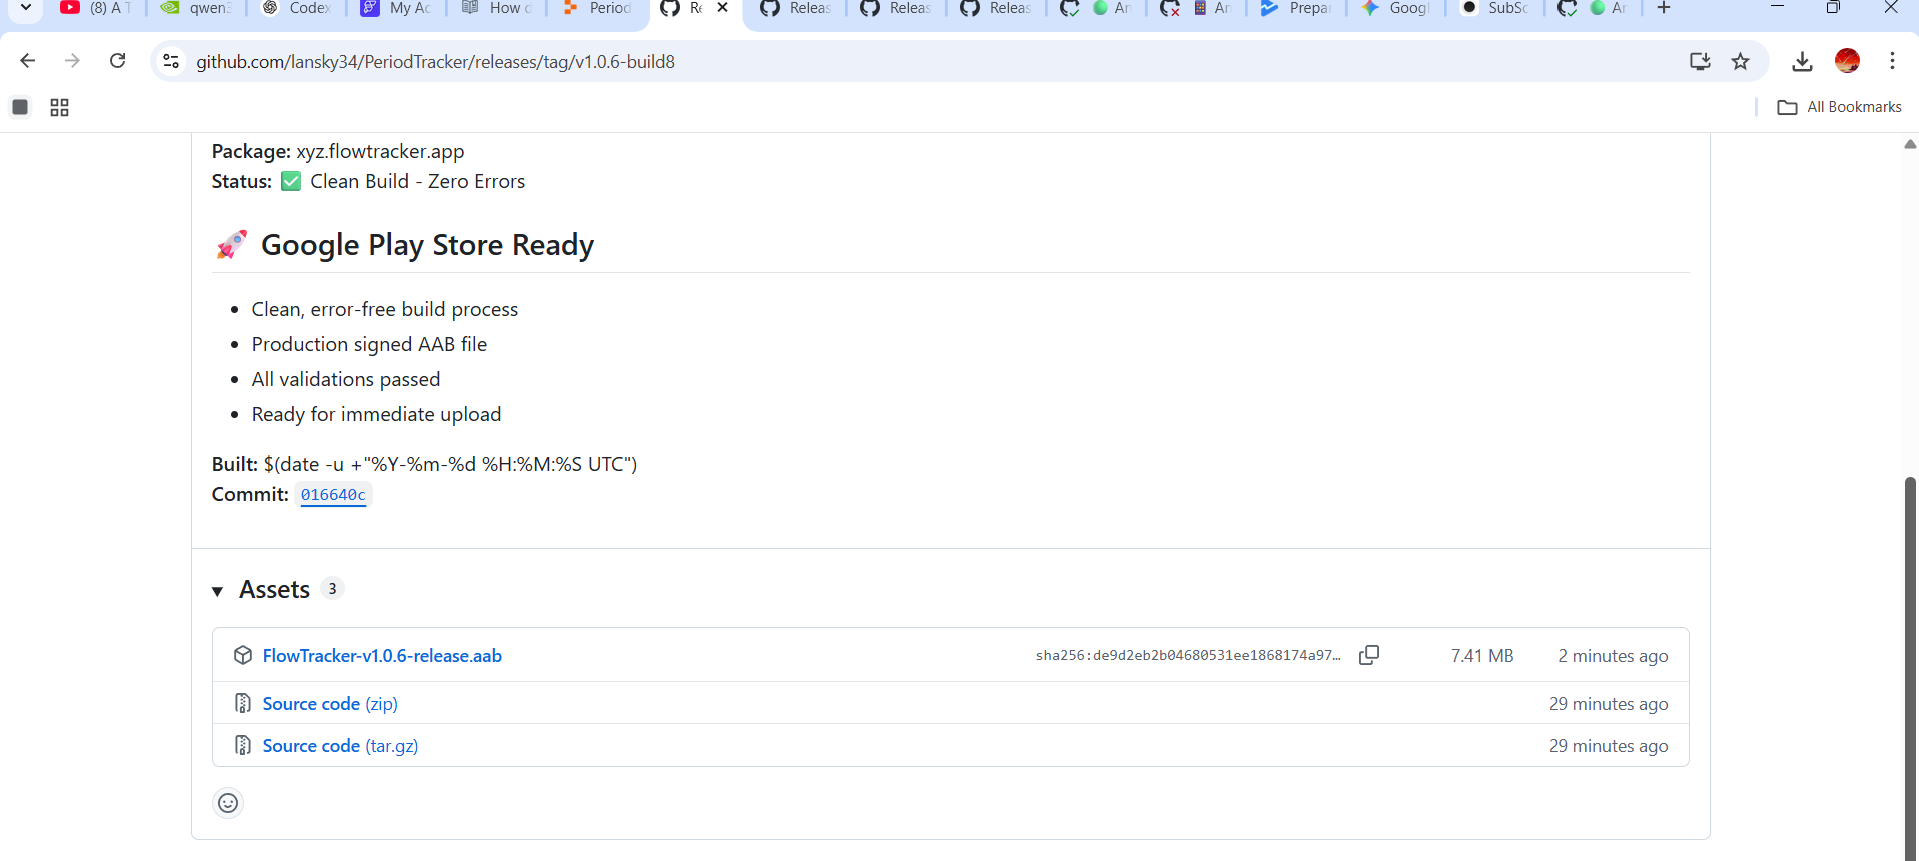 (8) A T
qwen3
Codex
My Ac
How d
Period
Re
Releas
Releas
Releas
An
An
Prepar
Googl
SubSc
Ar
github.com/lansky34/PeriodTracker/releases/tag/v1.0.6-build8
All Bookmarks
Package: xyz.flowtracker.app
Status: ✅ Clean Build - Zero Errors
🚀 Google Play Store Ready
• Clean, error-free build process
• Production signed AAB file
• All validations passed
• Ready for immediate upload
Built: $(date -u +"%Y-%m-%d %H:%M:%S UTC")
Commit: 016640c
Assets 3
FlowTracker-v1.0.6-release.aab sha256:de9d2eb2b04680531ee1868174a97… 7.41 MB 2 minutes ago
Source code (zip) 29 minutes ago
Source code (tar.gz) 29 minutes ago